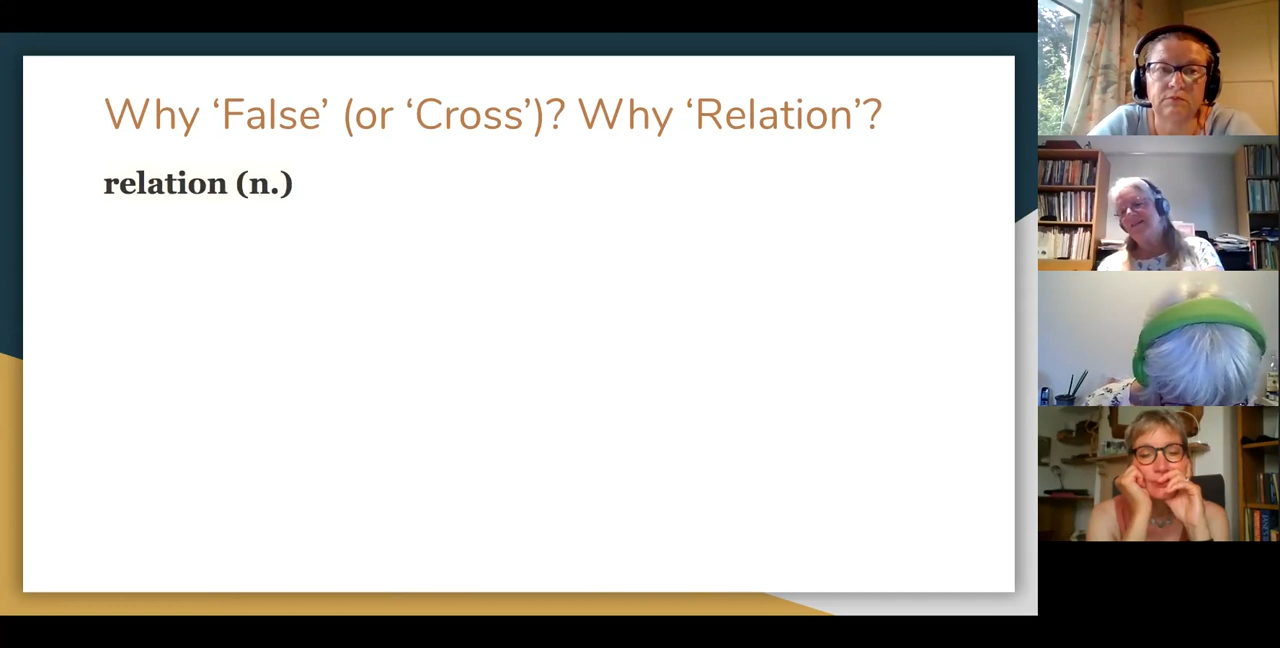 Why ‘False’ (or ‘Cross’)? Why ‘Relation’?
relation (n.)